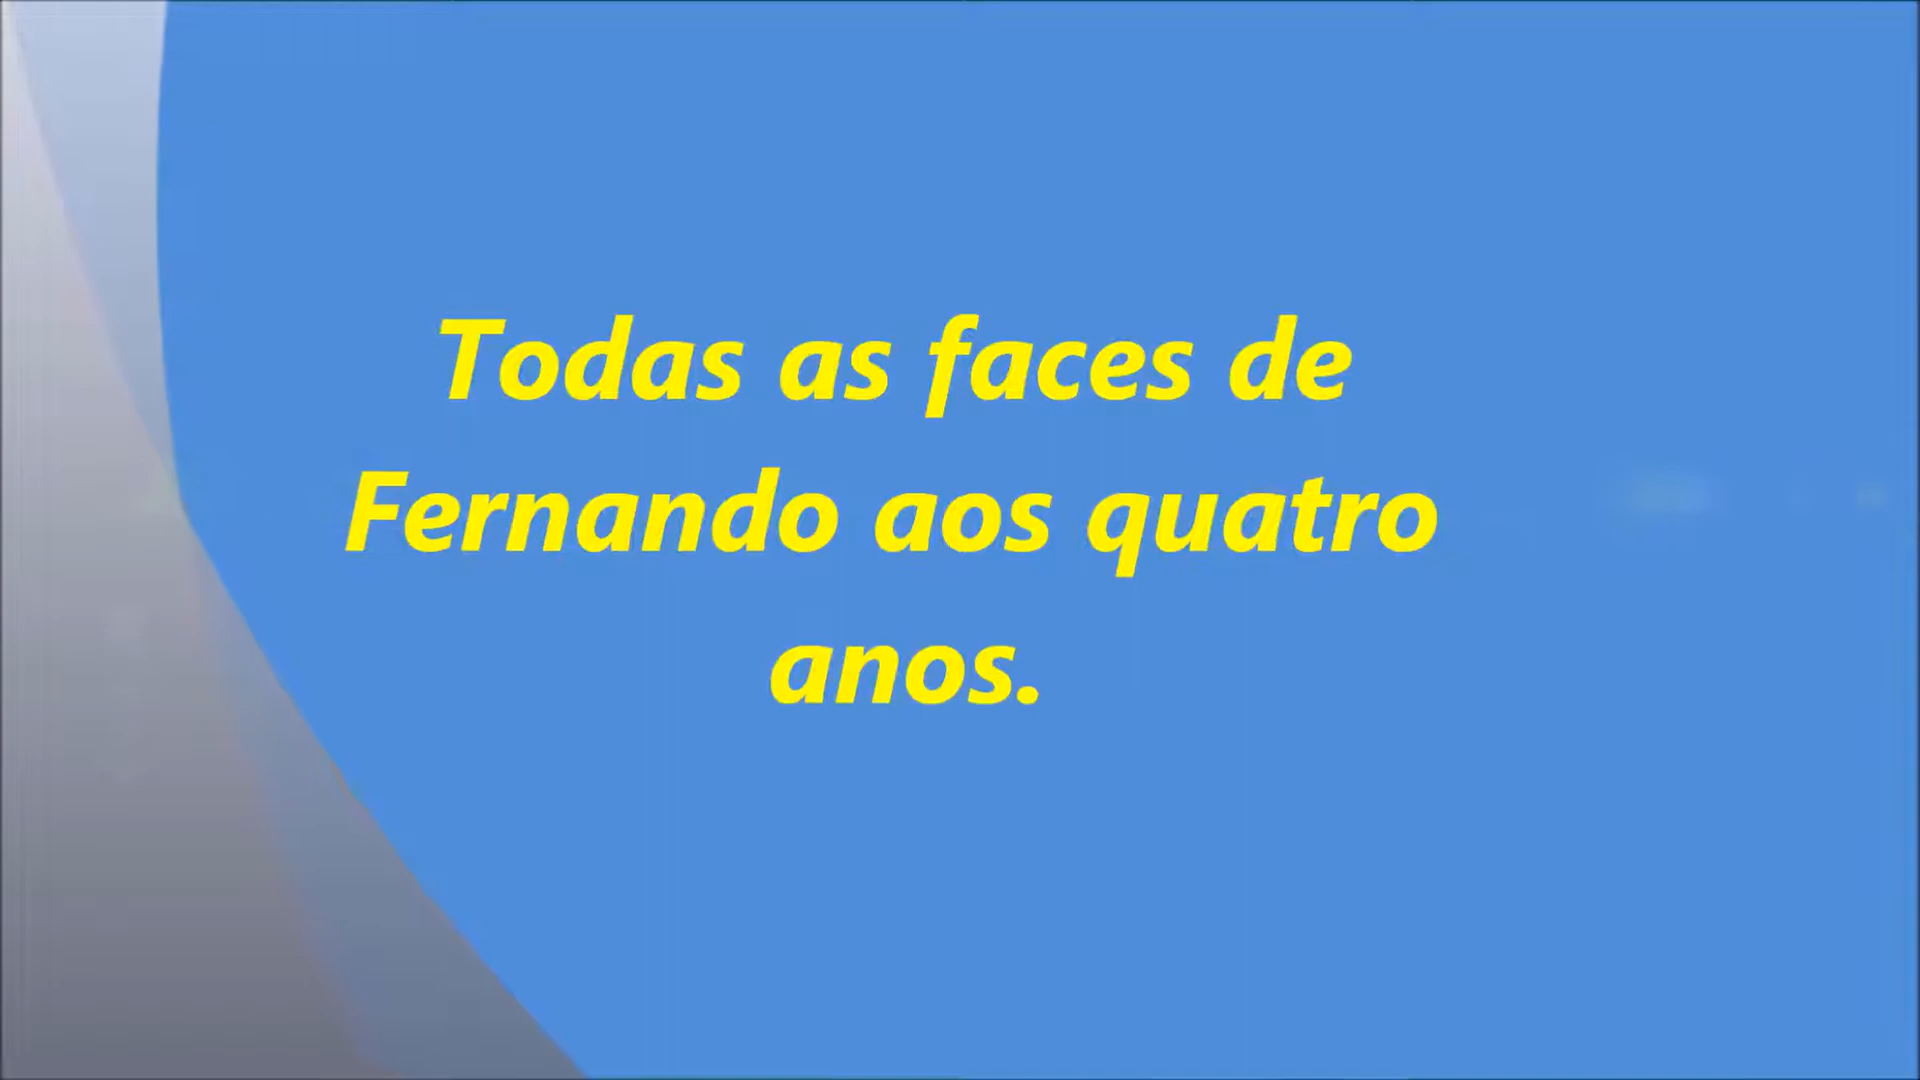 Todas as faces de
Fernando aos quatro
anos.